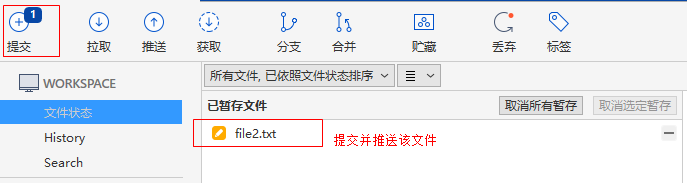 1
提交 拉取 推送 获取 分支 合并 贮藏 丢弃 标签
WORKSPACE
所有文件, 已依照文件状态排序
文件状态
已暂存文件 取消所有暂存 取消选定暂存
History
file2.txt 提交并推送该文件
Search